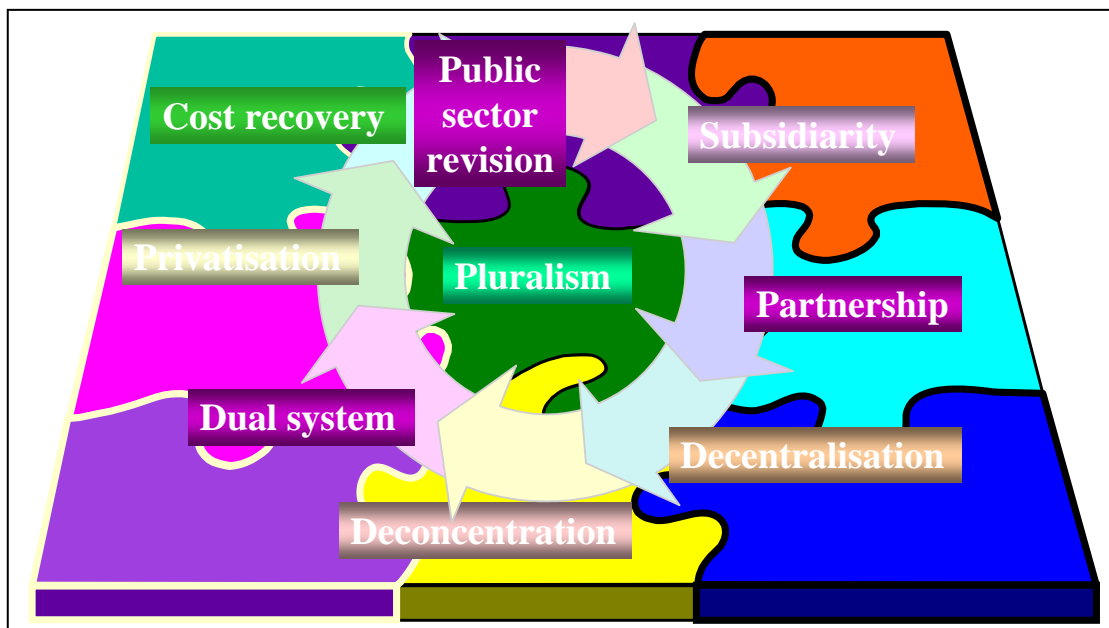 Public
sector
revision
Cost recovery
Subsidiarity
Privatisation
Pluralism
Partnership
Dual system
Decentralisation
Deconcentration